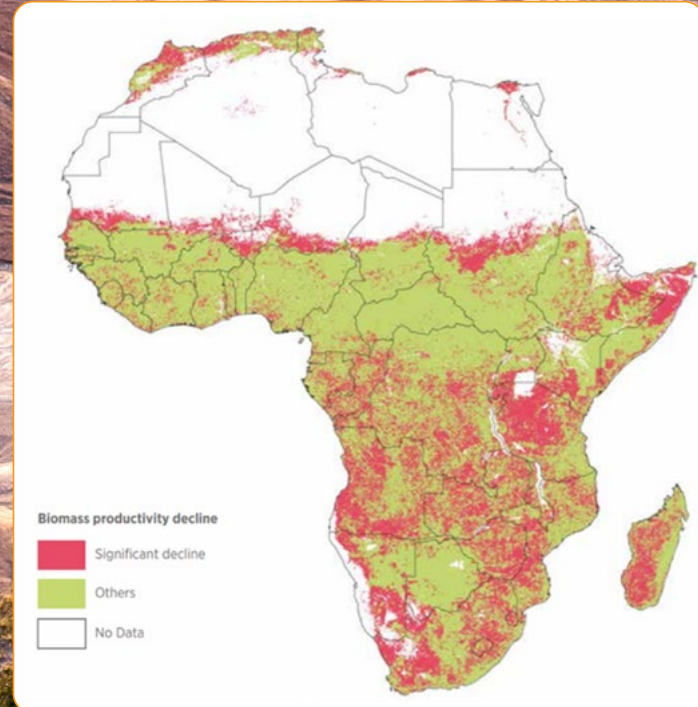 Biomass productivity decline
Significant decline
Others
No Data